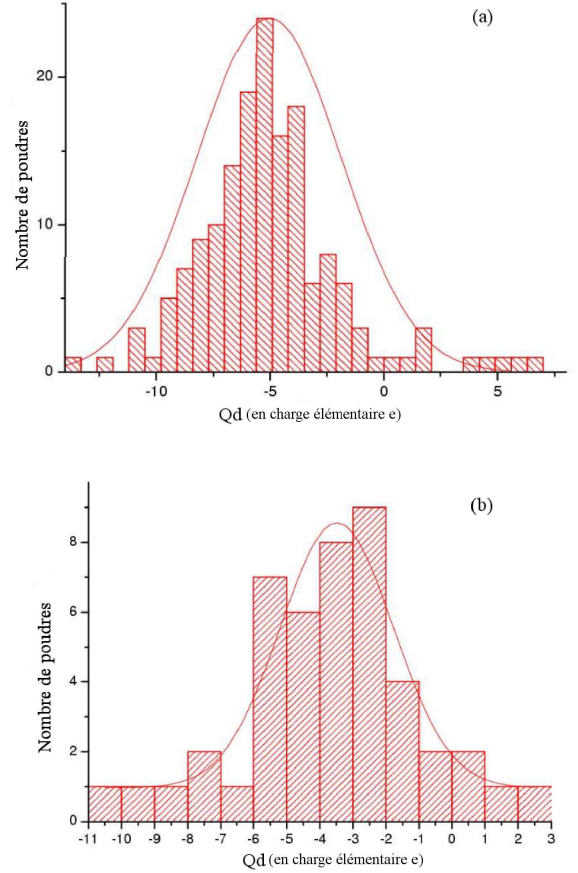 (a)
20
10
0
Nombre de poudres
-10 -5 0 5
Qd (en charge élémentaire e)
(b)
8
6
4
2
0
Nombre de poudres
-11 -10 -9 -8 -7 -6 -5 -4 -3 -2 -1 0 1 2 3
Qd (en charge élémentaire e)